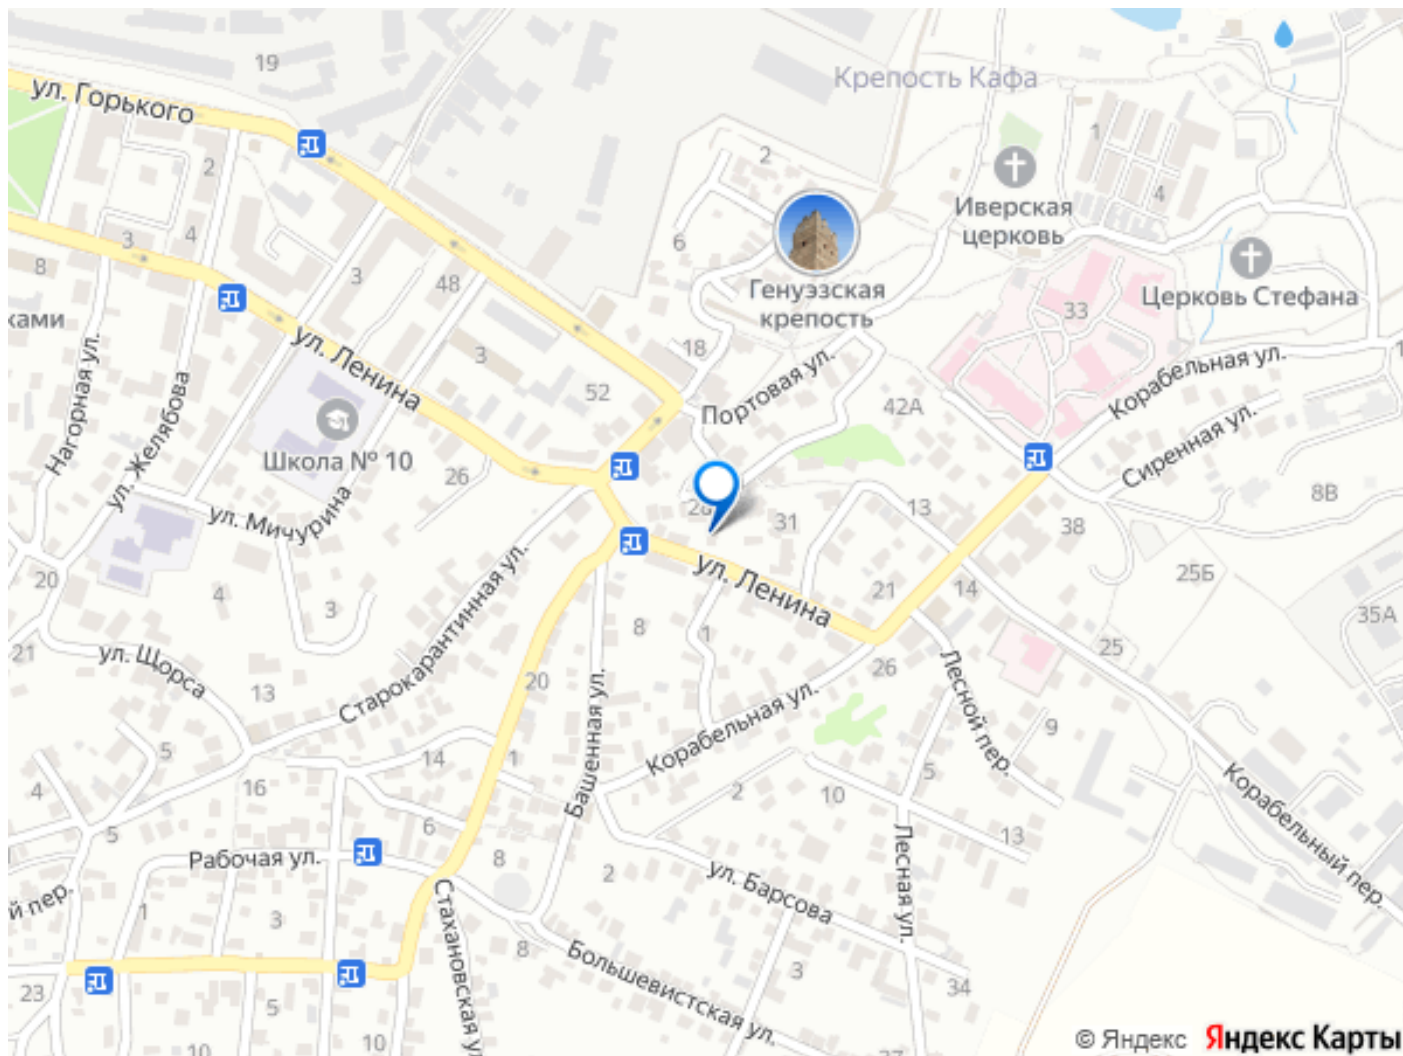 19
ул. Горького
Крепость Кафа
2
2
1
Иверская
церковь
4
3
4
8
3
48
6
Генуэзская
крепость
Церковь Стефана
33
ками
ул. Ленина
3
18
52
Портовая ул.
42А
Корабельная ул.
Нагорная ул.
ул. Желябова
Школа № 10
26
Сиренная ул.
8В
ул. Мичурина
31
13
38
20
4
3
Старокарантинная ул.
ул. Ленина
21
14
25Б
35А
21
ул. Щорса
13
8
1
26
25
20
Башенная ул.
Корабельная ул.
Лесной пер.
9
5
4
16
14
1
2
10
5
13
Корабельный пер.
5
6
Рабочая ул.
8
2
ул. Барсова
Лесная ул.
й пер.
1
3
Стахановская ул
8
Большевистская ул.
3
34
23
5
10
10
© Яндекс Яндекс Карты